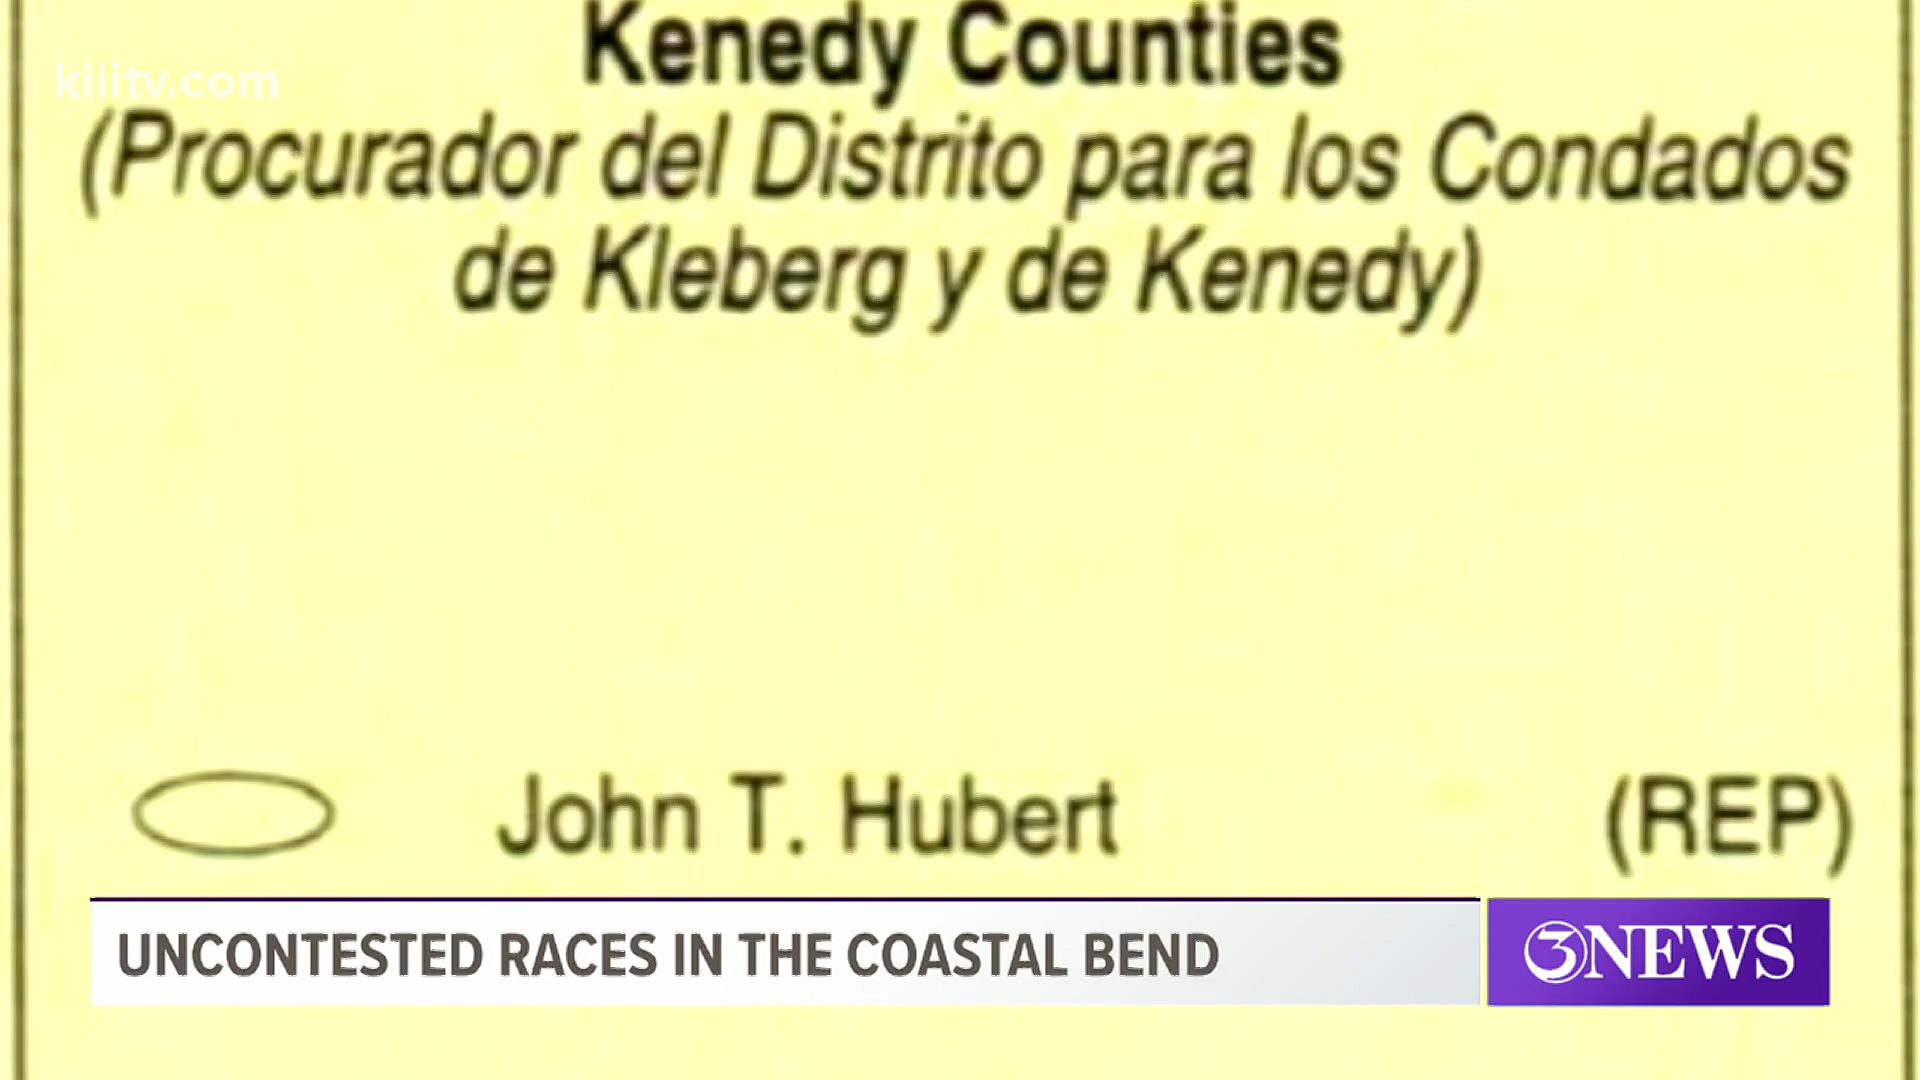 Kenedy Counties
kiiitv.com
(Procurador del Distrito para los Condados
de Kleberg y de Kenedy)
John T. Hubert (REP)
UNCONTESTED RACES IN THE COASTAL BEND
3NEWS